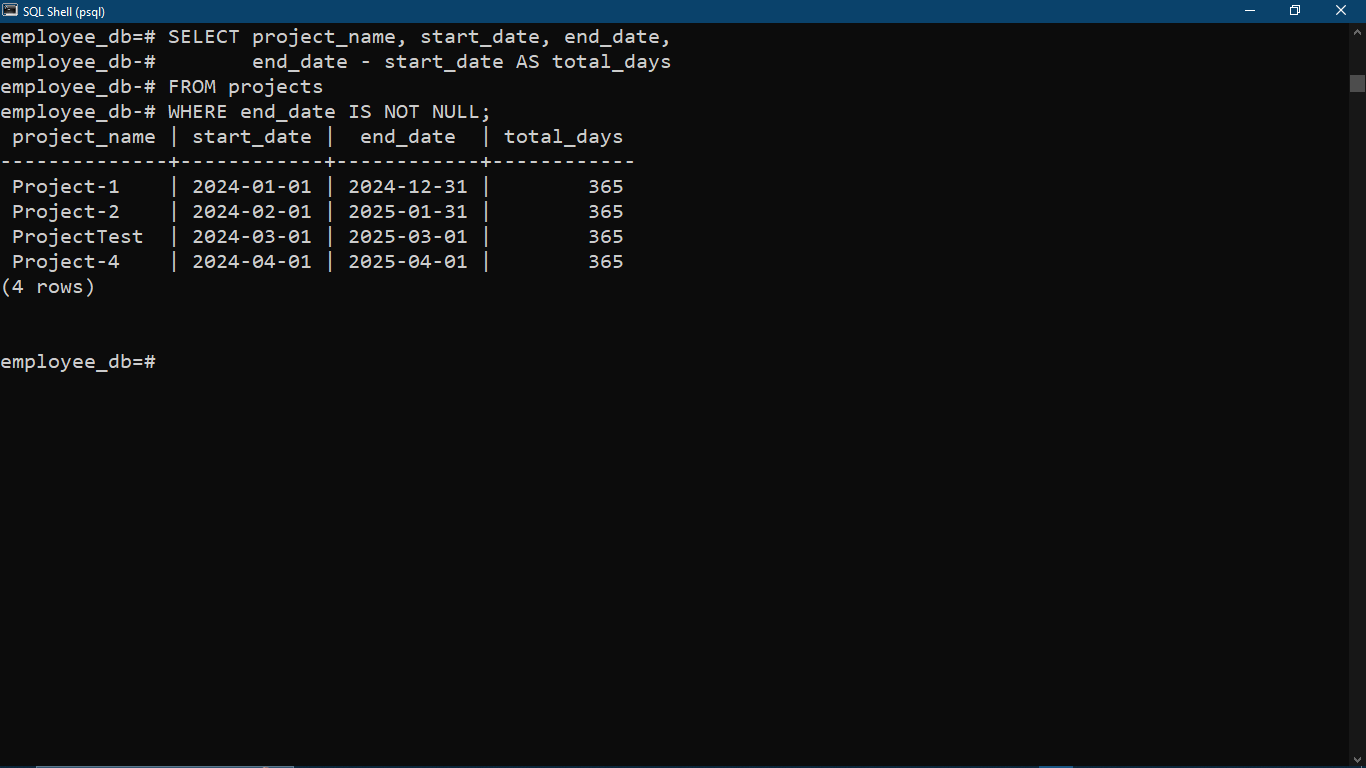 SQL Shell (psql)
employee_db=# SELECT project_name, start_date, end_date,
employee_db-#        end_date - start_date AS total_days
employee_db-# FROM projects
employee_db-# WHERE end_date IS NOT NULL;
 project_name | start_date |  end_date  | total_days
--------------+------------+------------+------------
 Project-1    | 2024-01-01 | 2024-12-31 |        365
 Project-2    | 2024-02-01 | 2025-01-31 |        365
 ProjectTest  | 2024-03-01 | 2025-03-01 |        365
 Project-4    | 2024-04-01 | 2025-04-01 |        365
(4 rows)
employee_db=#